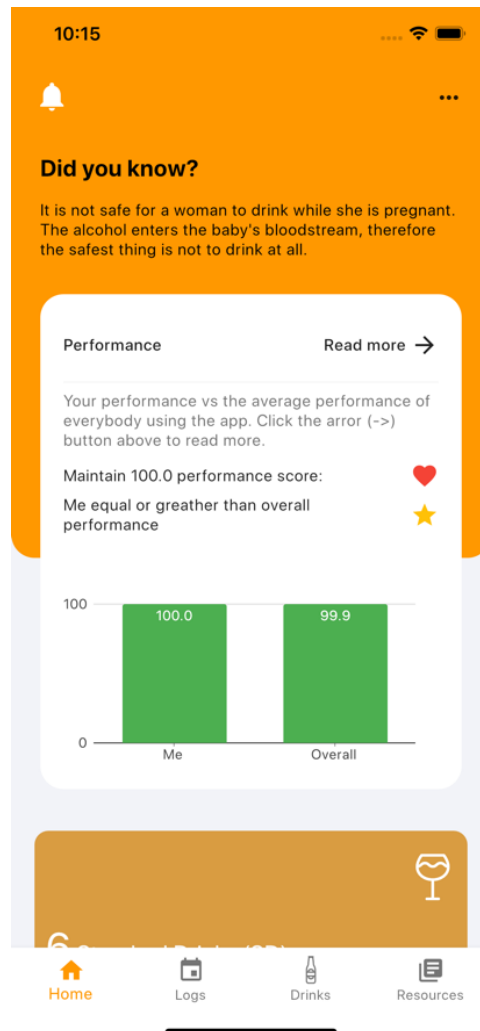 10:15
Did you know?
It is not safe for a woman to drink while she is pregnant.
The alcohol enters the baby's bloodstream, therefore
the safest thing is not to drink at all.
Performance
Read more →
Your performance vs the average performance of
everybody using the app. Click the arror (->)
button above to read more.
Maintain 100.0 performance score:
Me equal or greather than overall
performance
100
100.0
99.9
0
Me
Overall
6 Standard Drinks (SD)
Home
Logs
Drinks
Resources